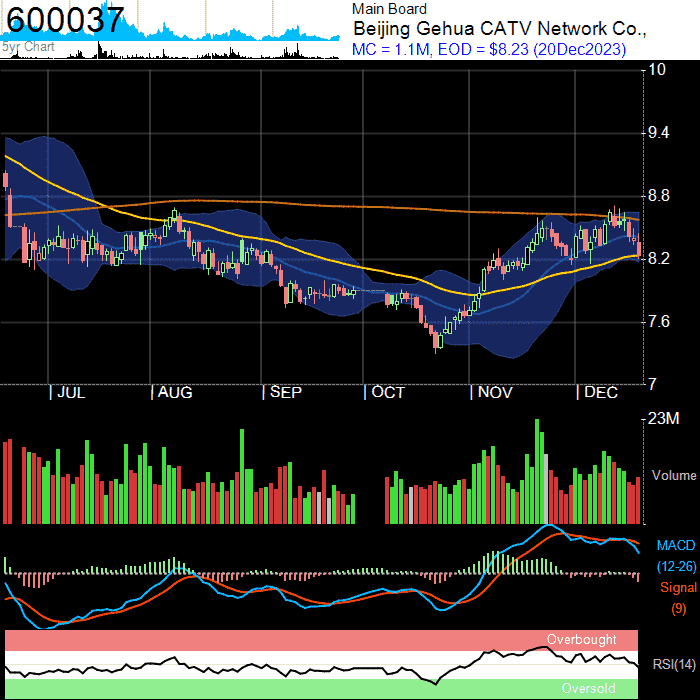 600037
5yr Chart
Main Board
Beijing Gehua CATV Network Co.,
MC = 1.1M, EOD = $8.23 (20Dec2023)
10
9.4
8.8
8.2
7.6
7
JUL
AUG
SEP
OCT
NOV
DEC
23M
Volume
MACD
(12-26)
Signal
(9)
Overbought
RSI(14)
Oversold